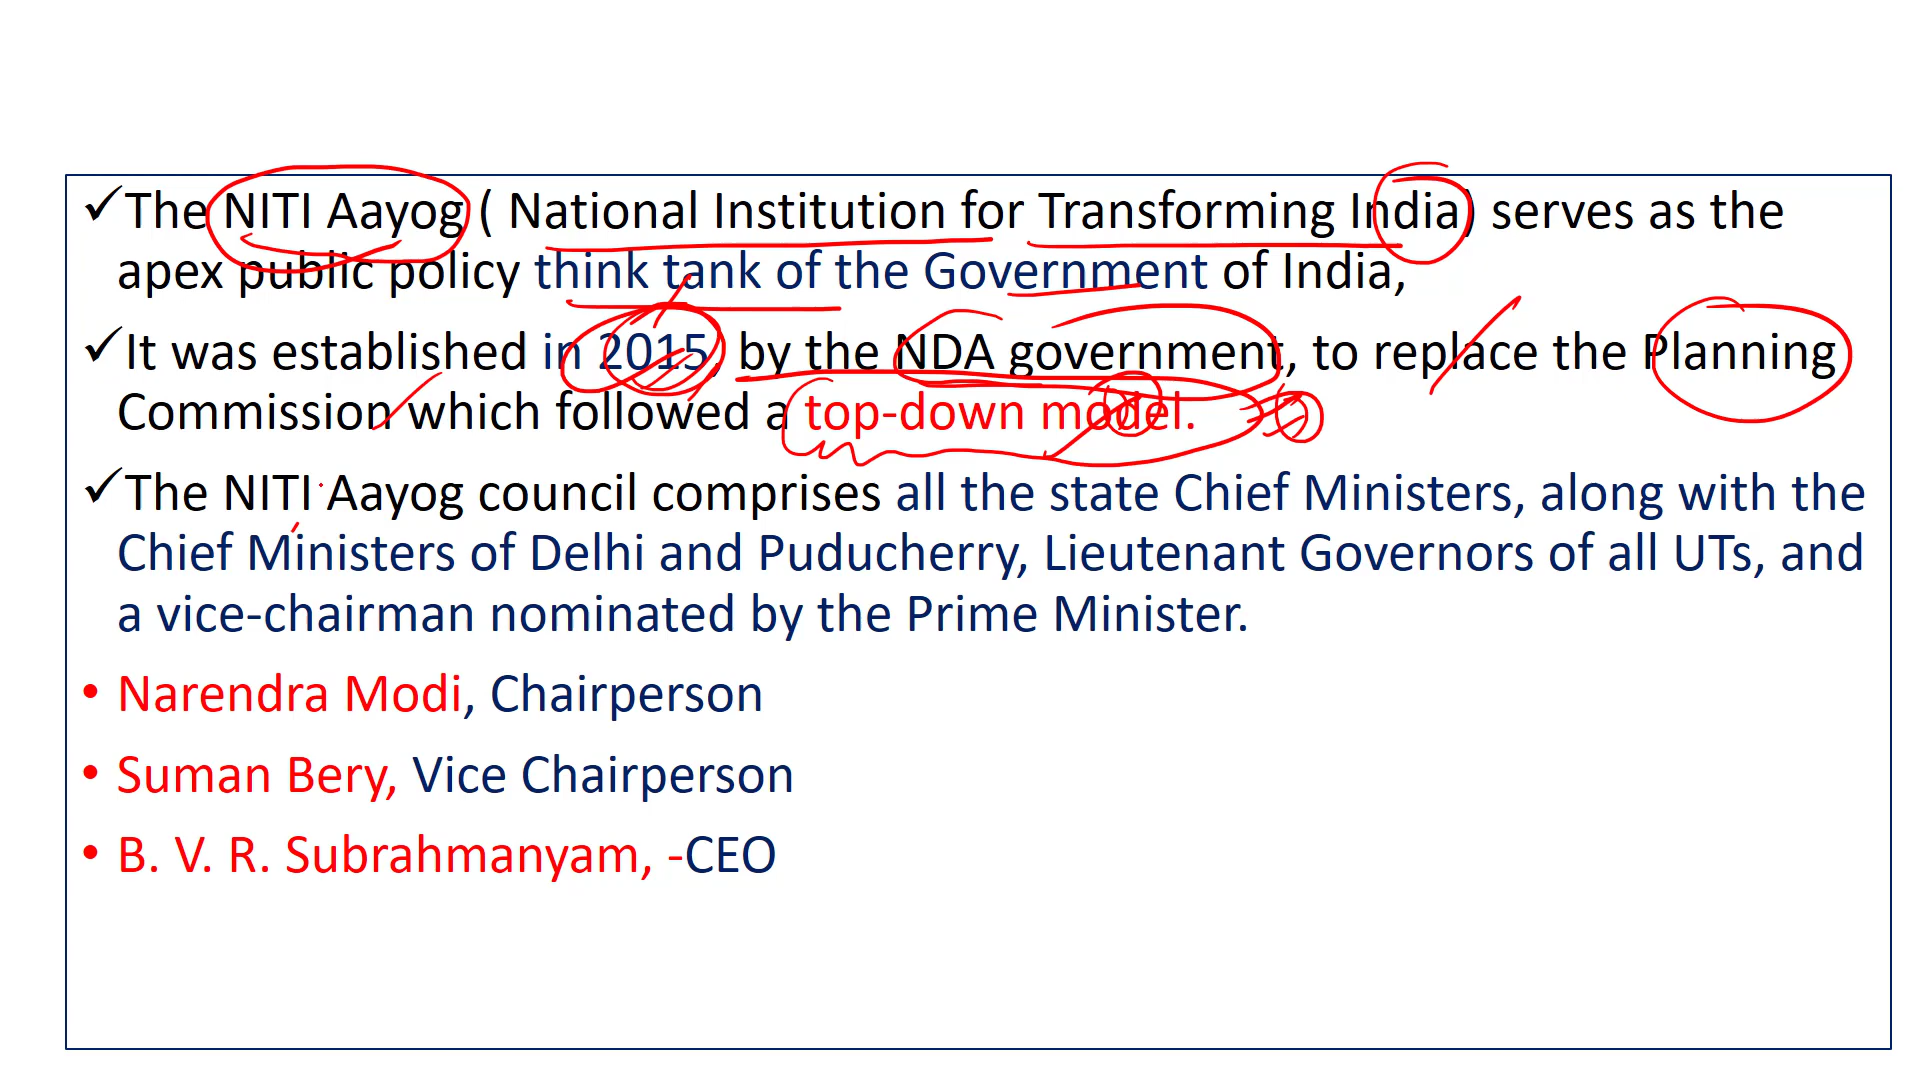 ✓The NITI Aayog ( National Institution for Transforming India) serves as the
apex public policy think tank of the Government of India,
✓It was established in 2015, by the NDA government, to replace the Planning
Commission which followed a top-down model.
✓The NITI Aayog council comprises all the state Chief Ministers, along with the
Chief Ministers of Delhi and Puducherry, Lieutenant Governors of all UTs, and
a vice-chairman nominated by the Prime Minister.
• Narendra Modi, Chairperson
• Suman Bery, Vice Chairperson
• B. V. R. Subrahmanyam, -CEO